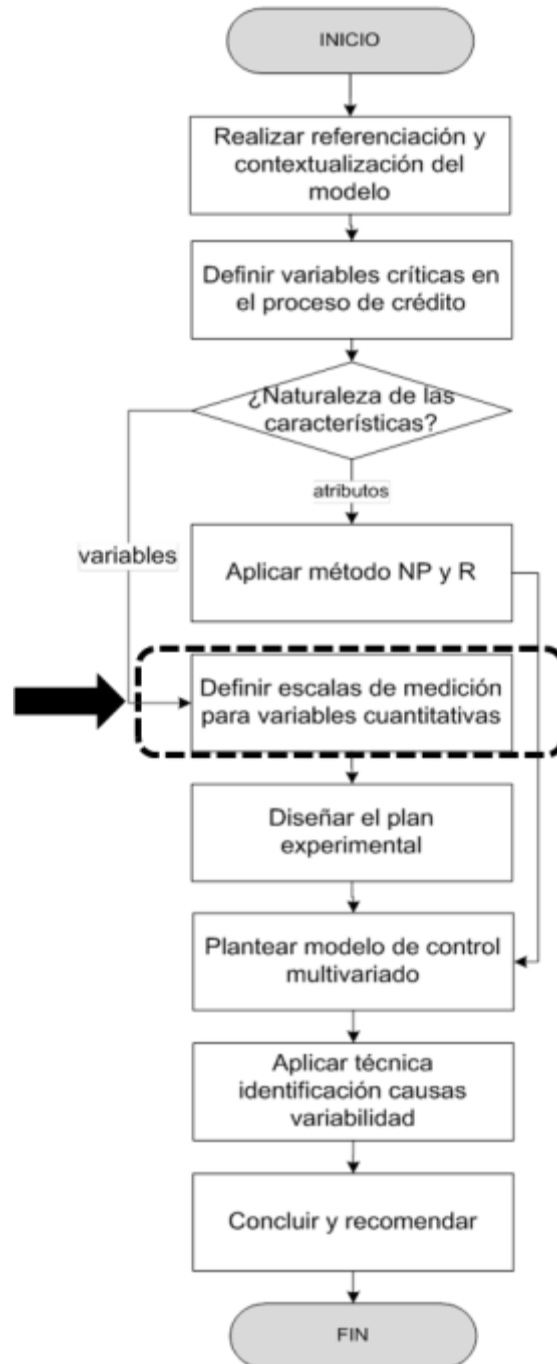 INICIO
Realizar referenciación y
contextualización del
modelo
Definir variables críticas en
el proceso de crédito
¿Naturaleza de las
características?
atributos
variables
Aplicar método NP y R
Definir escalas de medición
para variables cuantitativas
Diseñar el plan
experimental
Plantear modelo de control
multivariado
Aplicar técnica
identificación causas
variabilidad
Concluir y recomendar
FIN